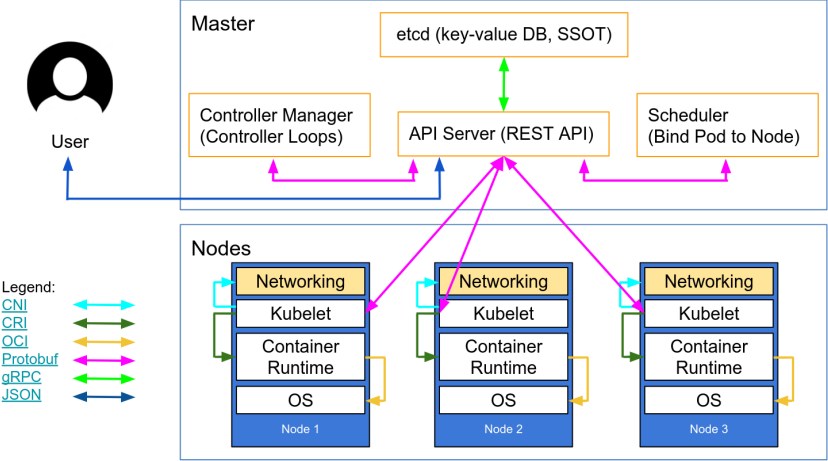 Master
etcd (key-value DB, SSOT)
Controller Manager
(Controller Loops)
API Server (REST API)
Scheduler
(Bind Pod to Node)
User
Nodes
Networking
Kubelet
Container
Runtime
OS
Node 1
Networking
Kubelet
Container
Runtime
OS
Node 2
Networking
Kubelet
Container
Runtime
OS
Node 3
Legend:
CNI
CRI
OCI
Protobuf
gRPC
JSON